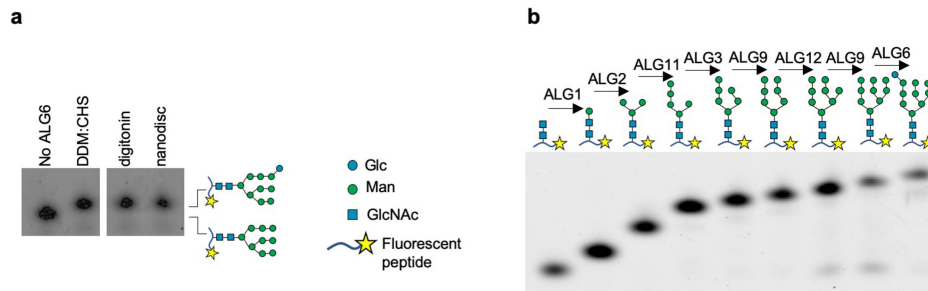 a
No ALG6
DDM:CHS
digitonin
nanodisc
Glc
Man
GlcNAc
Fluorescent
peptide
b
ALG1
ALG2
ALG11
ALG3
ALG9
ALG12
ALG9
ALG6